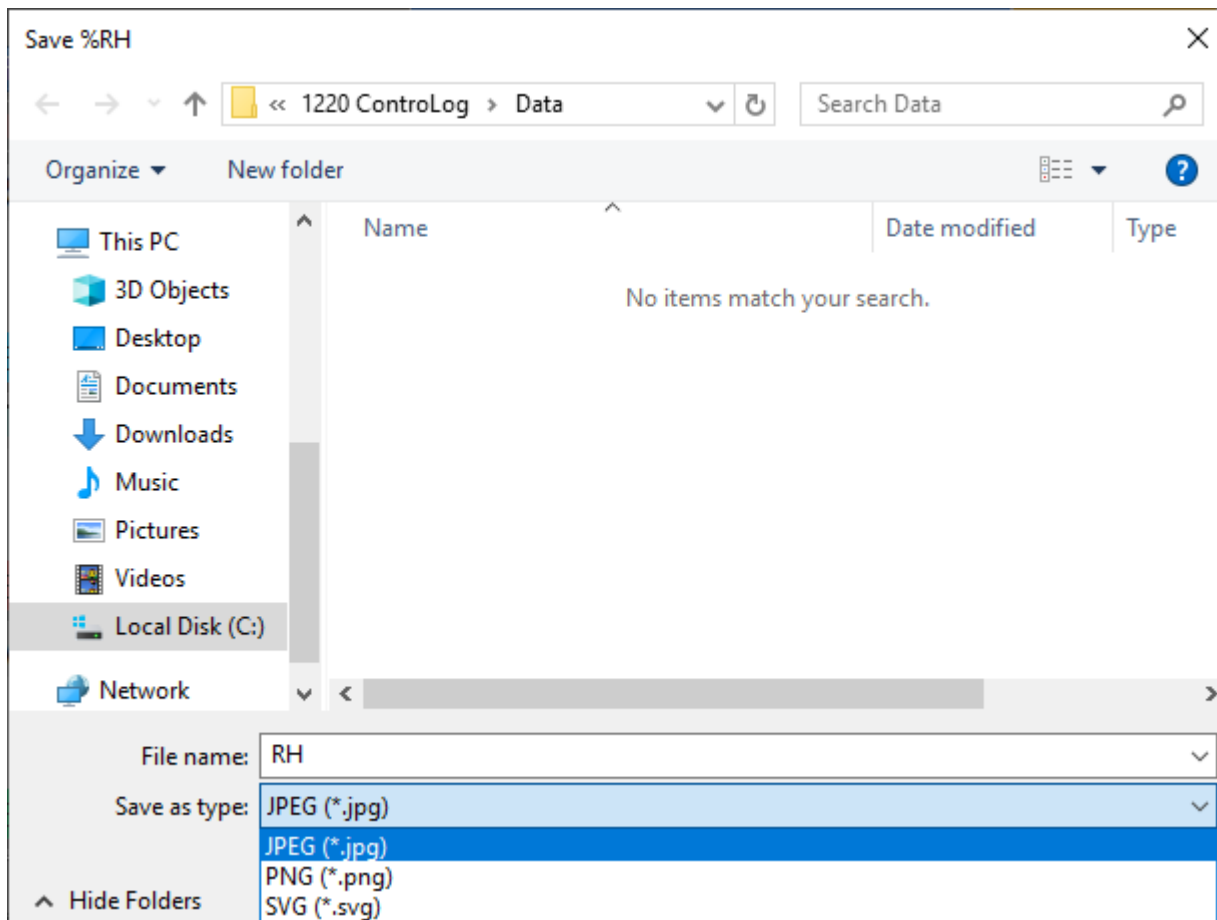 Save %RH
« 1220 ControLog > Data
Search Data
Organize
New folder
?
This PC
3D Objects
Desktop
Documents
Downloads
Music
Pictures
Videos
Local Disk (C:)
Network
Name
Date modified
Type
No items match your search.
File name: RH
Save as type: JPEG (*.jpg)
JPEG (*.jpg)
PNG (*.png)
SVG (*.svg)
Hide Folders